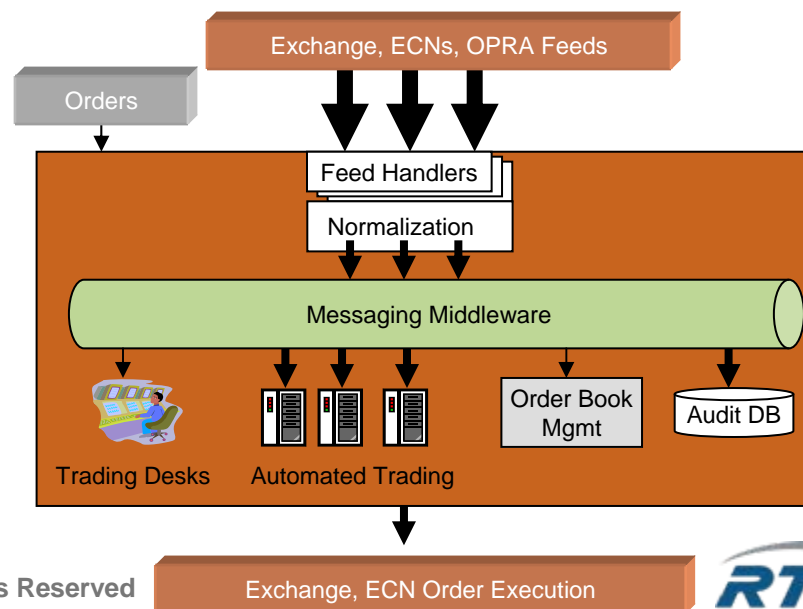 Exchange, ECNs, OPRA Feeds
Orders
Feed Handlers
Normalization
Messaging Middleware
Order Book
Mgmt
Audit DB
Trading Desks
Automated Trading
Reserved
Exchange, ECN Order Execution